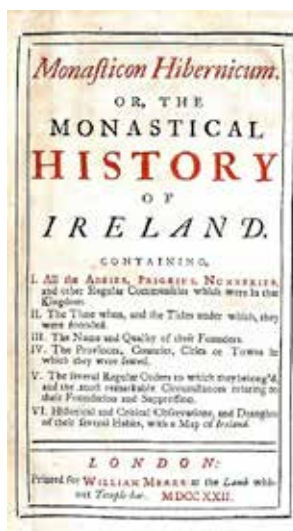 Monaſticon Hibernicum.
OR, THE
MONASTICAL
HISTORY
OF
IRELAND.
CONTAINING,
I. All the ABBIES, PRIORIES, NUNNERIES,
and other Regular Communities which were in that
Kingdom.
II. The Time when, and the Titles under which, they
were founded.
III. The Name and Quality of their Founders.
IV. The Provinces, Counties, Cities or Towns in
which they were ſeated.
V. The ſeveral Regular Orders to which they belong'd,
and the moſt remarkable Circumſtances relating to
their Foundation and Suppreſſion.
VI. Hiſtorical and Critical Obſervations, and Draughts
of their ſeveral Habits, with a Map of Ireland.
LONDON:
Printed for WILLIAM MEARS at the Lamb with-
out Temple-bar. MDCCXXII.